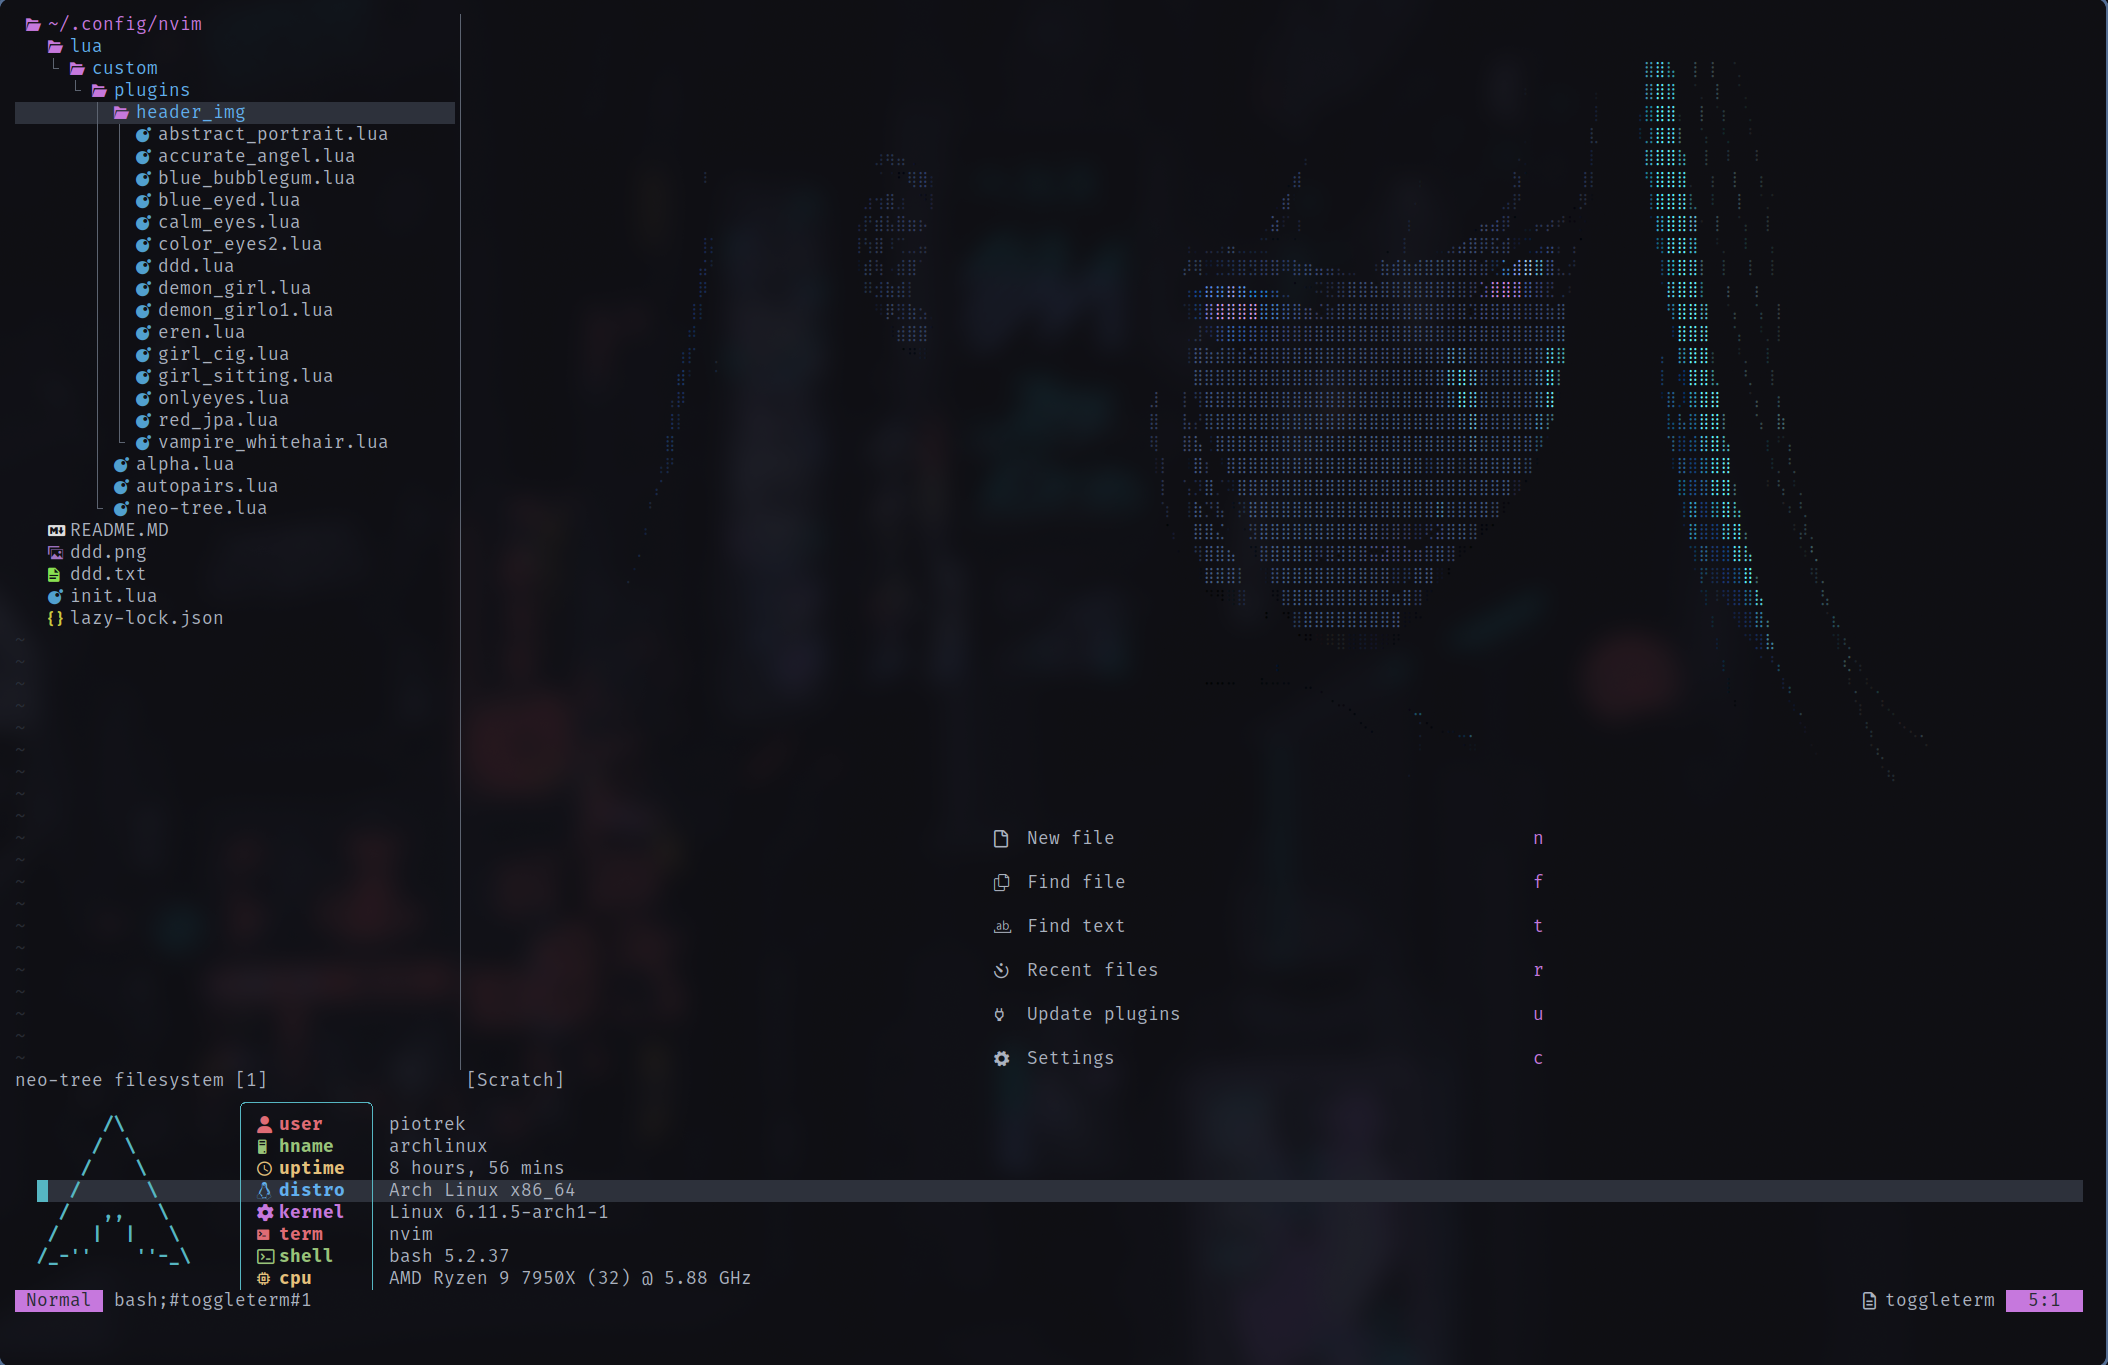 ~/.config/nvim
lua
custom
plugins
header_img
abstract_portrait.lua
accurate_angel.lua
blue_bubblegum.lua
blue_eyed.lua
calm_eyes.lua
color_eyes2.lua
ddd.lua
demon_girl.lua
demon_girlo1.lua
eren.lua
girl_cig.lua
girl_sitting.lua
onlyeyes.lua
red_jpa.lua
vampire_whitehair.lua
alpha.lua
autopairs.lua
neo-tree.lua
README.MD
ddd.png
ddd.txt
init.lua
lazy-lock.json
New file n
Find file f
Find text t
Recent files r
Update plugins u
Settings c
neo-tree filesystem [1] [Scratch]
user piotrek
hname archlinux
uptime 8 hours, 56 mins
distro Arch Linux x86_64
kernel Linux 6.11.5-arch1-1
term nvim
shell bash 5.2.37
cpu AMD Ryzen 9 7950X (32) @ 5.88 GHz
Normal bash;#toggleterm#1 toggleterm 5:1